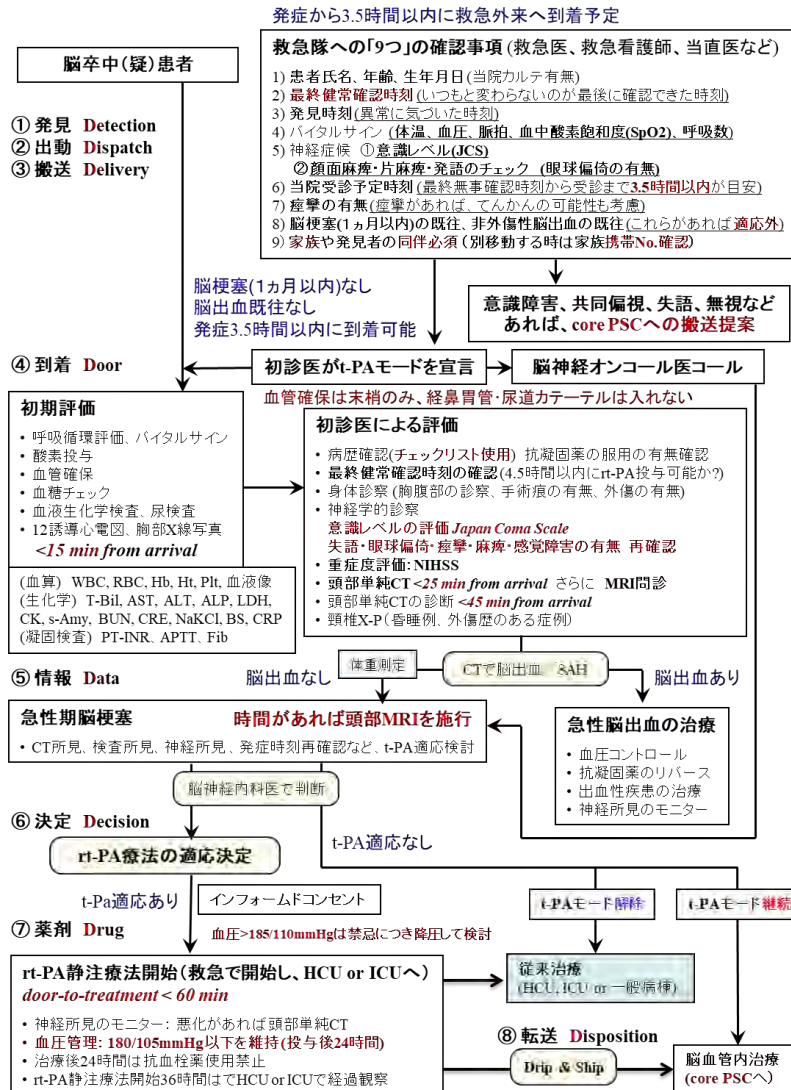 発症から3.5時間以内に救急外来へ到着予定
脳卒中(疑)患者
救急隊への「9つ」の確認事項 (救急医、救急看護師、当直医など)
1) 患者氏名、年齢、生年月日(当院カルテ有無)
2) 最終健常確認時刻(いつもと変わらないのが最後に確認できた時刻)
3) 発見時刻(異常に気づいた時刻)
4) バイタルサイン (体温、血圧、脈拍、血中酸素飽和度(SpO2)、呼吸数)
5) 神経症候 ①意識レベル(JCS)
②顔面麻痺・片麻痺・発語のチェック (眼球偏倚の有無)
6) 当院受診予定時刻(最終無事確認時刻から受診まで3.5時間以内が目安)
7) 痙攣の有無(痙攣があれば、てんかんの可能性も考慮)
8) 脳梗塞(1ヵ月以内)の既往、非外傷性脳出血の既往(これらがあれば適応外)
9) 家族や発見者の同伴必須(別移動する時は家族携帯No.確認)
① 発見 Detection
② 出動 Dispatch
③ 搬送 Delivery
脳梗塞(1ヵ月以内)なし
脳出血既往なし
発症3.5時間以内に到着可能
意識障害、共同偏視、失語、無視など
あれば、core PSCへの搬送提案
④ 到着 Door
初診医がt-PAモードを宣言
脳神経オンコール医コール
血管確保は末梢のみ、経鼻胃管・尿道カテーテルは入れない
初期評価
• 呼吸循環評価、バイタルサイン
• 酸素投与
• 血管確保
• 血糖チェック
• 血液生化学検査、尿検査
• 12誘導心電図、胸部X線写真
<15 min from arrival
(血算) WBC, RBC, Hb, Ht, Plt, 血液像
(生化学) T-Bil, AST, ALT, ALP, LDH,
CK, s-Amy, BUN, CRE, NaKCl, BS, CRP
(凝固検査) PT-INR、APTT、Fib
初診医による評価
• 病歴確認(チェックリスト使用) 抗凝固薬の服用の有無確認
• 最終健常確認時刻の確認(4.5時間以内にrt-PA投与可能か?)
• 身体診察 (胸腹部の診察、手術痕の有無、外傷の有無)
• 神経学的診察
意識レベルの評価 Japan Coma Scale
失語・眼球偏倚・痙攣・麻痺・感覚障害の有無 再確認
• 重症度評価:NIHSS
• 頭部単純CT <25 min from arrival さらに MRI問診
• 頭部単純CTの診断 <45 min from arrival
• 頸椎X-P (昏睡例、外傷歴のある症例)
⑤ 情報 Data
脳出血なし
体重測定
CTで脳出血、SAH
脳出血あり
急性期脳梗塞 時間があれば頭部MRIを施行
• CT所見、検査所見、神経所見、発症時刻再確認など、t-PA適応検討
急性脳出血の治療
• 血圧コントロール
• 抗凝固薬のリバース
• 出血性疾患の治療
• 神経所見のモニター
脳神経内科医で判断
⑥ 決定 Decision
rt-PA療法の適応決定
t-PA適応なし
t-Pa適応あり
インフォームドコンセント
t-PAモード解除
t-PAモード継続
⑦ 薬剤 Drug
血圧>185/110mmHgは禁忌につき降圧して検討
rt-PA静注療法開始(救急で開始し、HCU or ICUへ)
door-to-treatment < 60 min
• 神経所見のモニター: 悪化があれば頭部単純CT
• 血圧管理: 180/105mmHg以下を維持(投与後24時間)
• 治療後24時間は抗血栓薬使用禁止
• rt-PA静注療法開始36時間はでHCU or ICUで経過観察
従来治療
(HCU, ICU or 一般病棟)
⑧ 転送 Disposition
Drip & Ship
脳血管内治療
(core PSCへ)